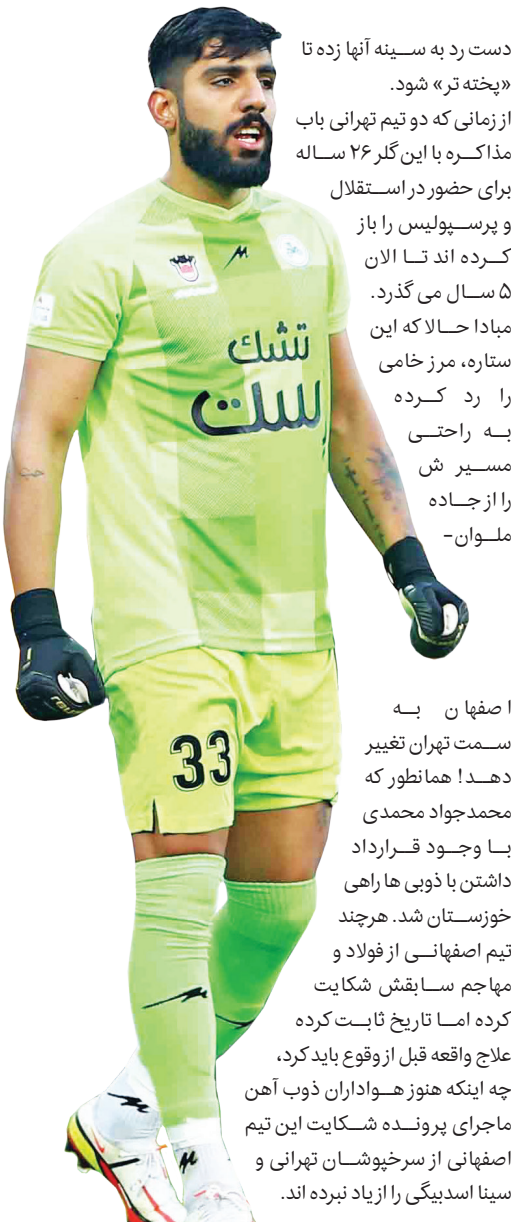 دست رد به سینه آنها زده تا
«پخته تر» شود.
از زمانی که دو تیم تهرانی باب
مذاکره با این گلر ۲۶ ساله
برای حضور در استقلال
و پرسپولیس را باز
کرده اند تا الان
۵ سال می گذرد.
مبادا حالا که این
ستاره، مرز خامی
را رد کرده
به راحتی
مسیر ش
را از جاده
ملوان-
اصفهان به
سمت تهران تغییر
دهد! همانطور که
محمدجواد محمدی
با وجود قرارداد
داشتن با ذوبی ها راهی
خوزستان شد. هرچند
تیم اصفهانی از فولاد و
مهاجم سابقش شکایت
کرده اما تاریخ ثابت کرده
علاج واقعه قبل از وقوع باید کرد،
چه اینکه هنوز هواداران ذوب آهن
ماجرای پرونده شکایت این تیم
اصفهانی از سرخپوشان تهرانی و
سینا اسدبیگی را از یاد نبرده اند.
تشك
رست
33